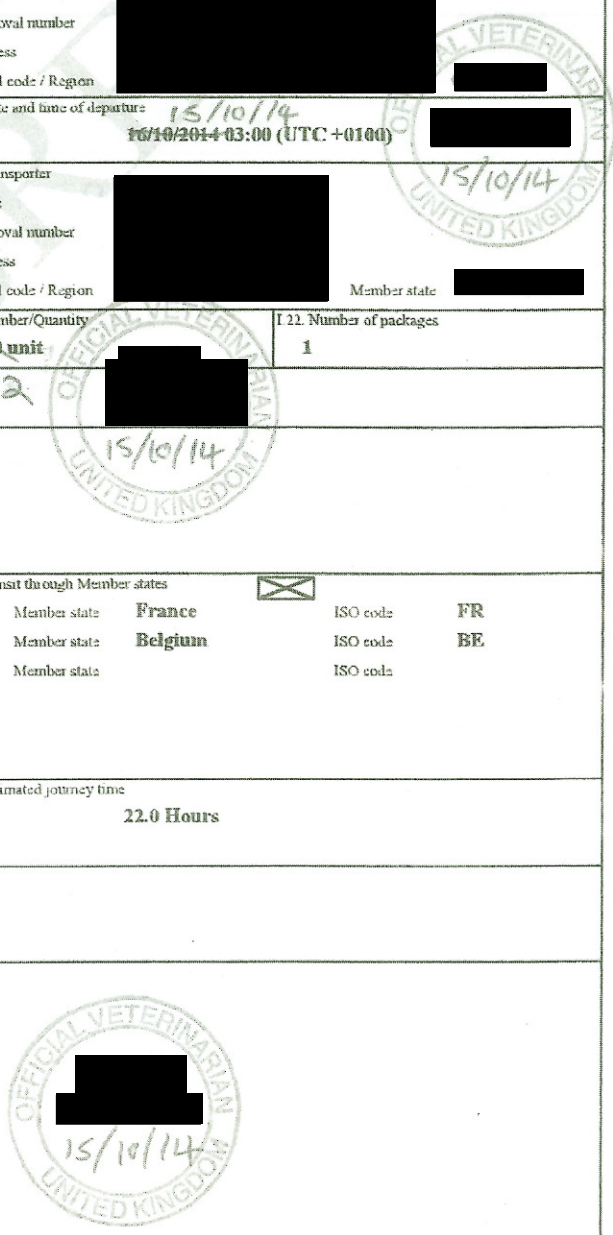 oval number
ess
l code / Region
OFFICIAL VETERINARIAN
UNITED KINGDOM
15/10/14
e and time of departure
15/10/14
16/10/2014 03:00 (UTC +0100)
nsporter
oval number
ess
l code / Region
Member state
mber/Quantity
unit
2
I 22. Number of packages
1
OFFICIAL VETERINARIAN
15/10/14
UNITED KINGDOM
nsit through Member states
Member state France ISO code FR
Member state Belgium ISO code BE
Member state ISO code
imated journey time
22.0 Hours
OFFICIAL VETERINARIAN
15/10/14
UNITED KINGDOM